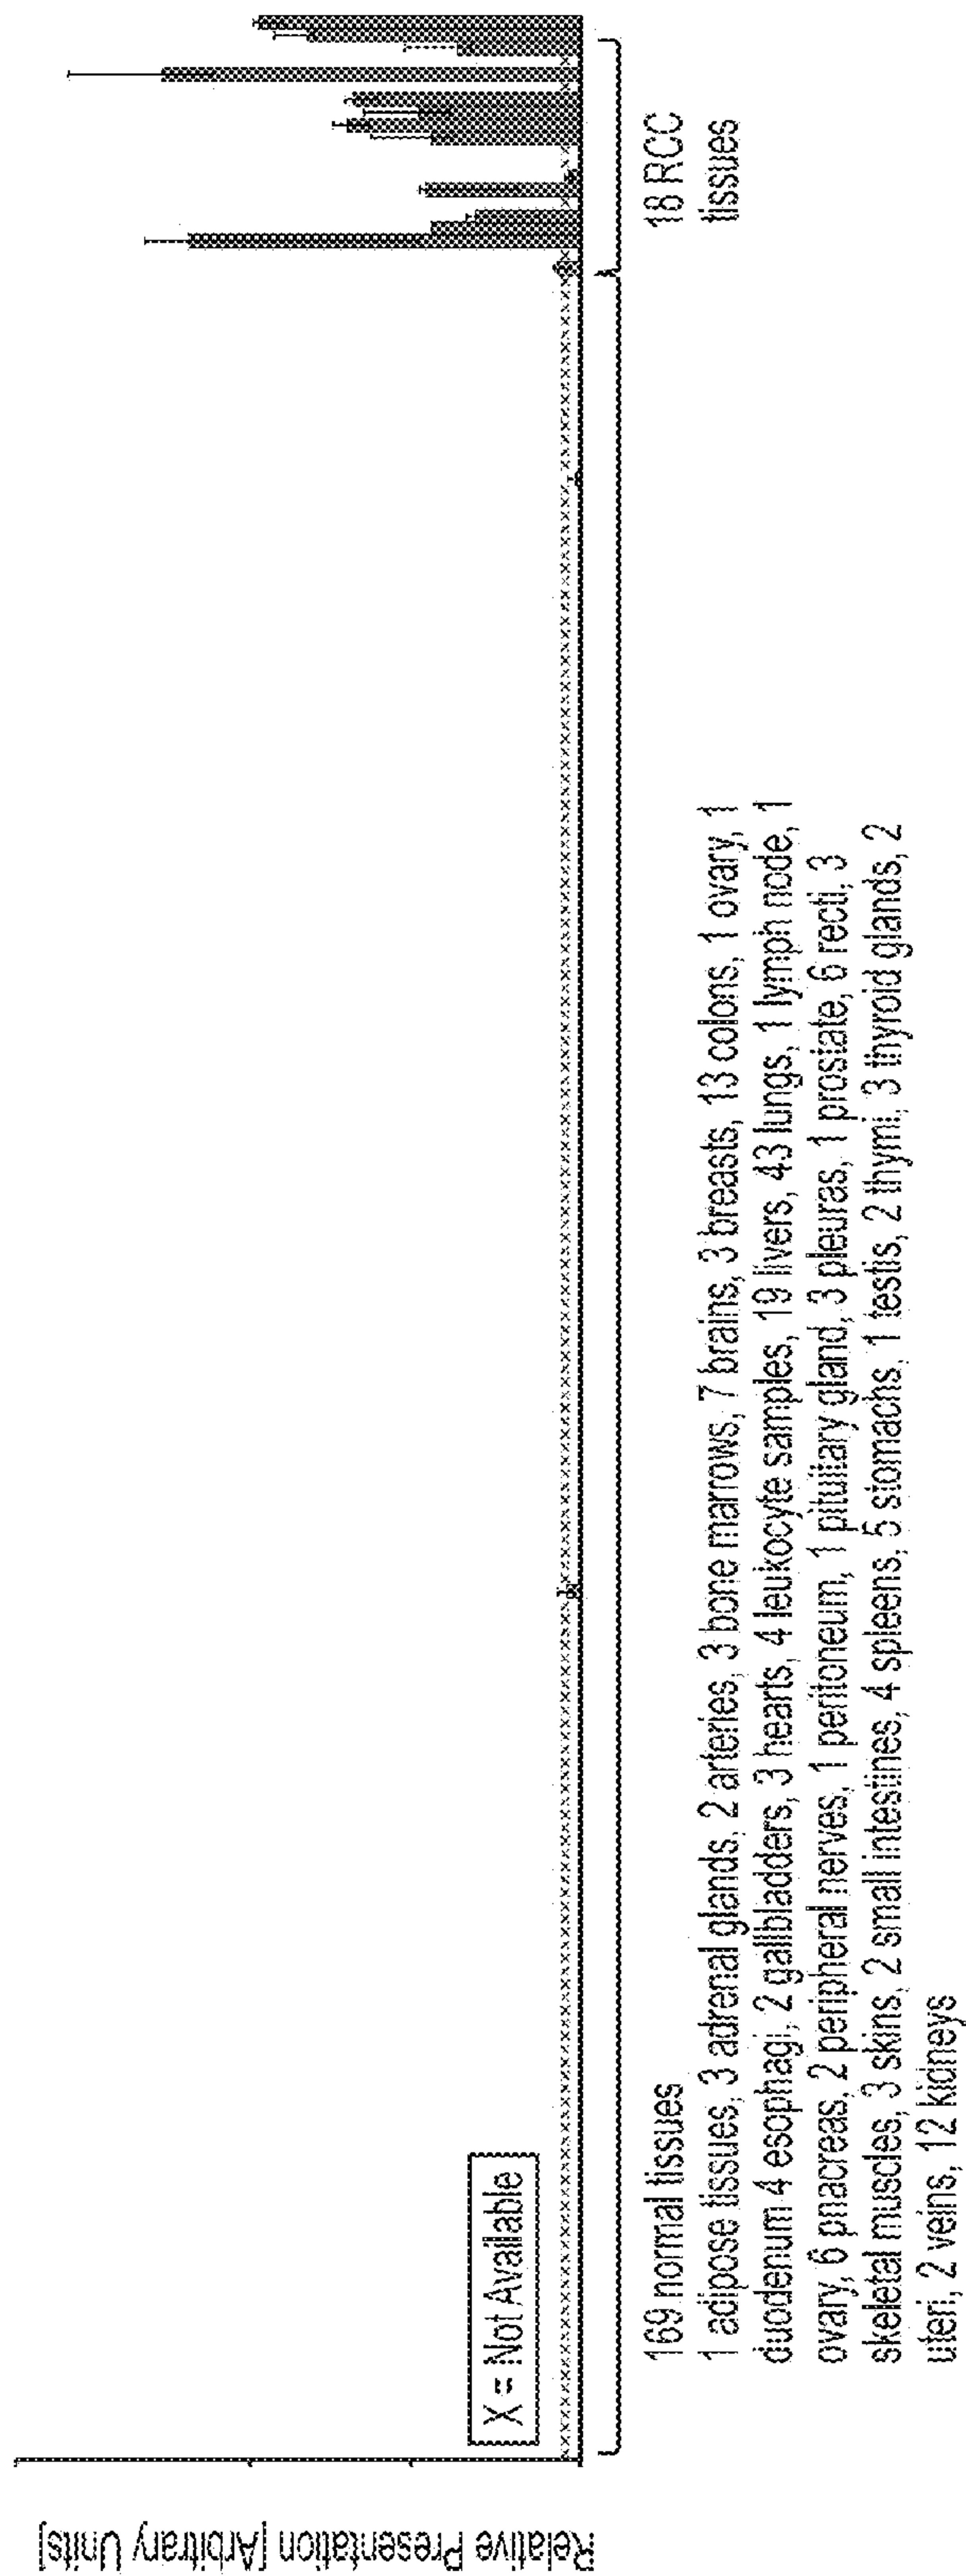 Relative Presentation [Arbitrary Units]
X = Not Available
169 normal tissues
1 adipose tissues, 3 adrenal glands, 2 arteries, 3 bone marrows, 7 brains, 3 breasts, 13 colons, 1 ovary, 1
duodenum 4 esophagi, 2 gallbladders, 3 hearts, 4 leukocyte samples, 19 livers, 43 lungs, 1 lymph node, 1
ovary, 6 pnacreas, 2 peripheral nerves, 1 peritoneum, 1 pituitary gland, 3 pleuras, 1 prostate, 6 recti, 3
skeletal muscles, 3 skins, 2 small intestines, 4 spleens, 5 stomachs, 1 testis, 2 thymi, 3 thyroid glands, 2
uteri, 2 veins, 12 kidneys
18 RCC
tissues